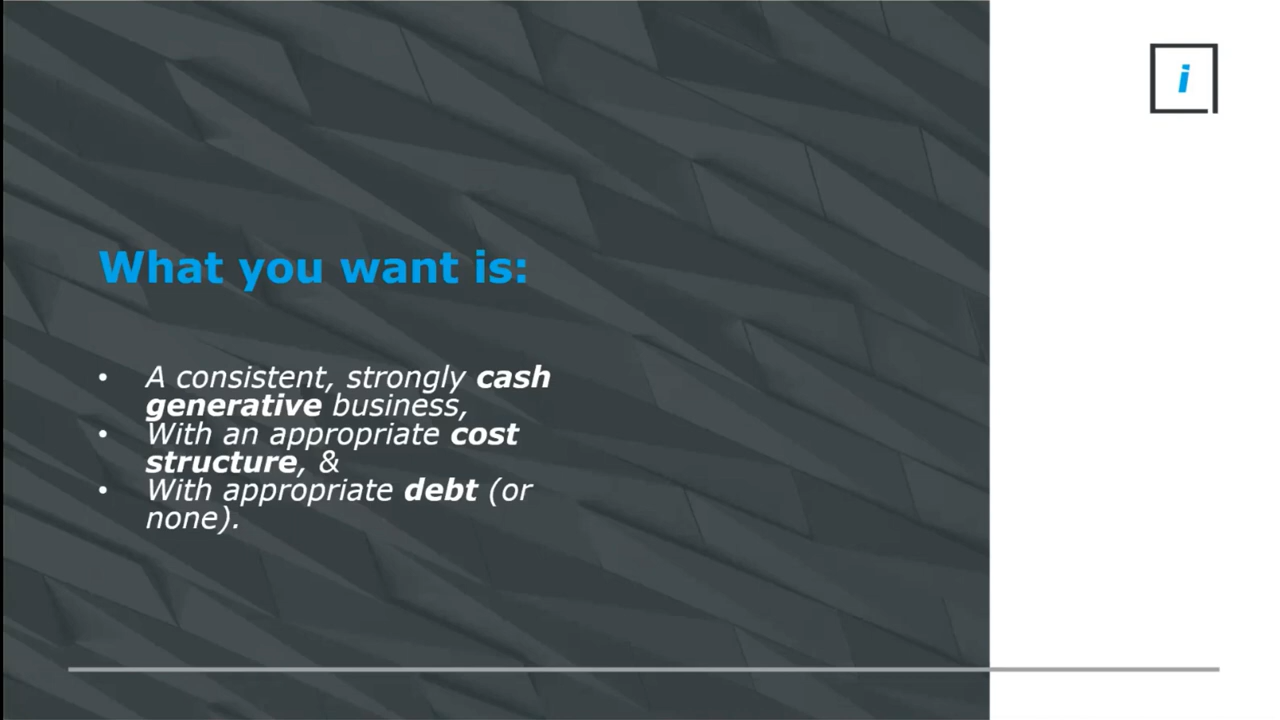 i
What you want is:
• A consistent, strongly cash
generative business,
• With an appropriate cost
structure, &
• With appropriate debt (or
none).